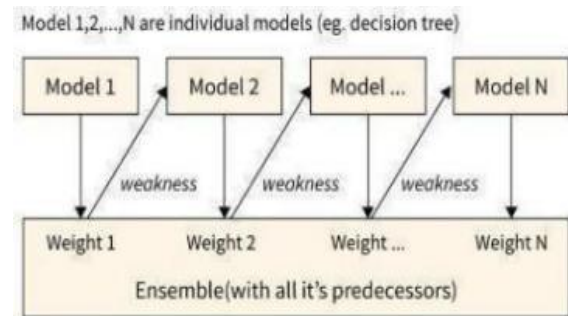 Model 1,2,...,N are individual models (eg. decision tree)
Model 1 Model 2 Model ... Model N
weakness weakness weakness
Weight 1 Weight 2 Weight ... Weight N
Ensemble(with all it's predecessors)